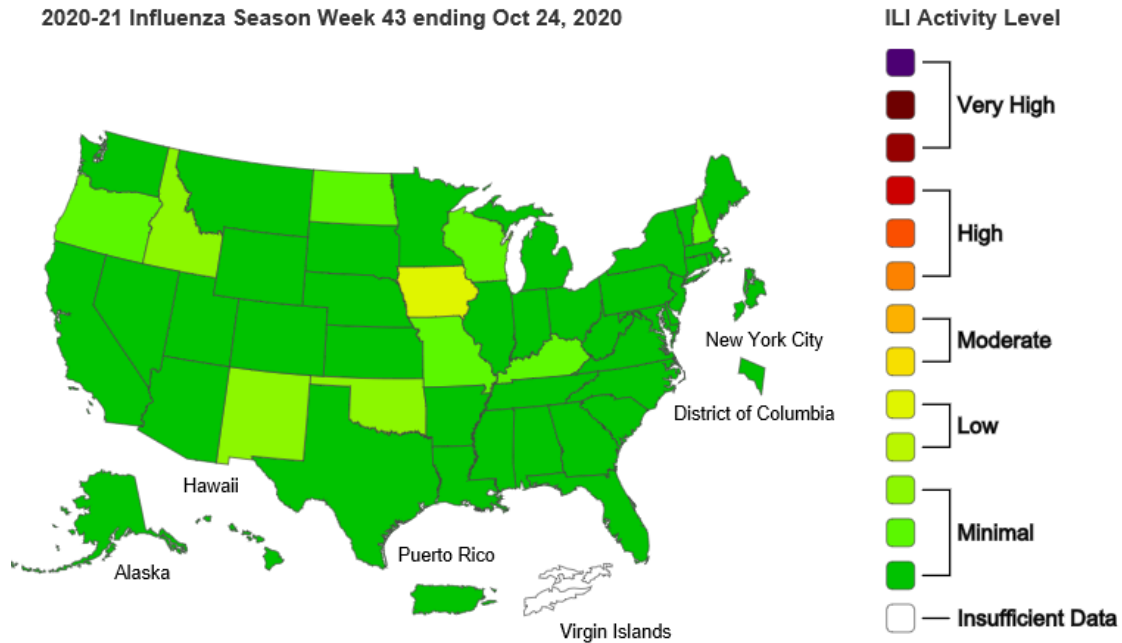 2020-21 Influenza Season Week 43 ending Oct 24, 2020
ILI Activity Level
Very High
High
Moderate
Low
Minimal
Insufficient Data
New York City
District of Columbia
Hawaii
Alaska
Puerto Rico
Virgin Islands